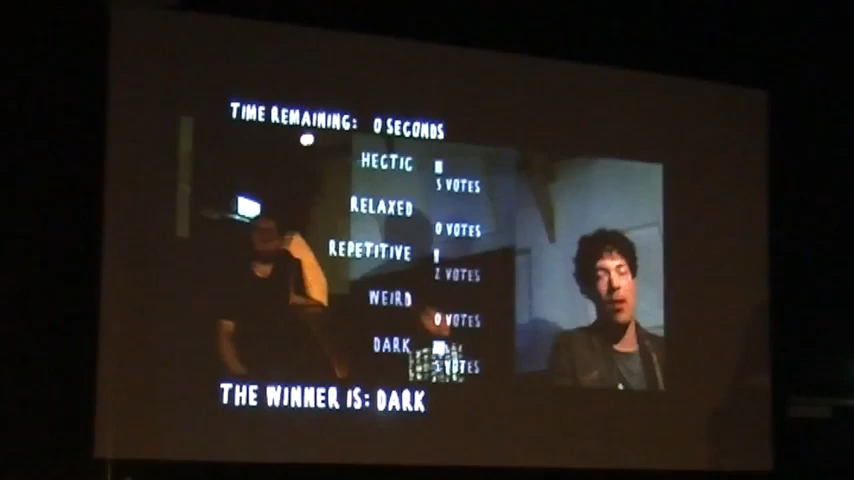 TIME REMAINING: 0 SECONDS
HECTIC
5 VOTES
RELAXED
0 VOTES
REPETITIVE
2 VOTES
WEIRD
0 VOTES
DARK
VOTES
THE WINNER IS: DARK